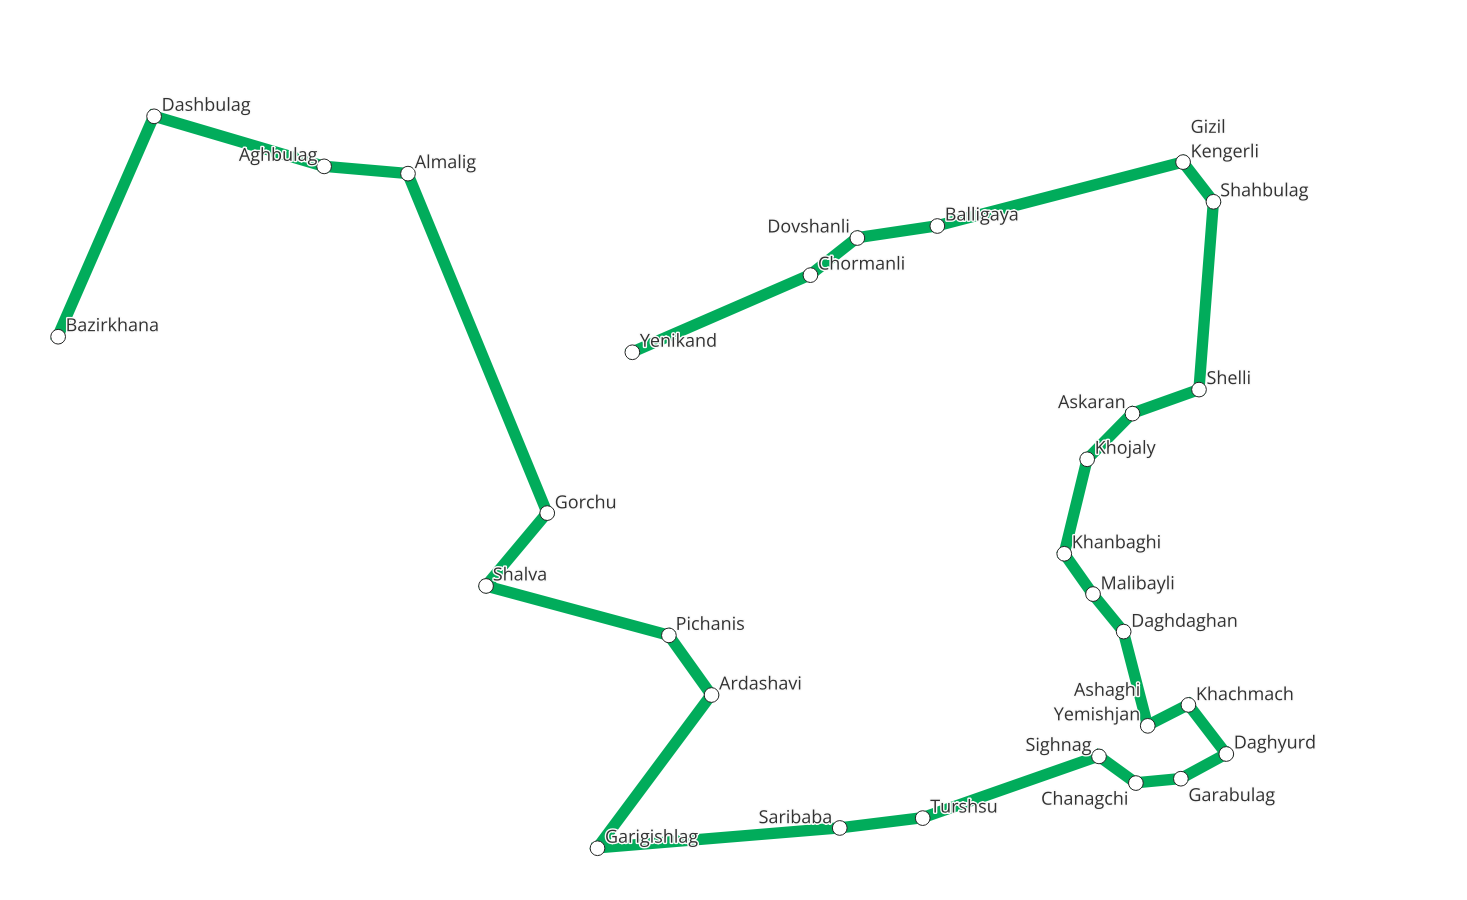 Dashbulag
Gizil
Kengerli
Aghbulag
Almalig
Shahbulag
Balligaya
Dovshanli
Chormanli
Bazirkhana
Yenikand
Shelli
Askaran
Khojaly
Gorchu
Khanbaghi
Shalva
Malibayli
Daghdaghan
Pichanis
Ardashavi
Ashaghi
Yemishjan
Khachmach
Daghyurd
Sighnag
Garabulag
Chanagchi
Turshsu
Saribaba
Garigishlag